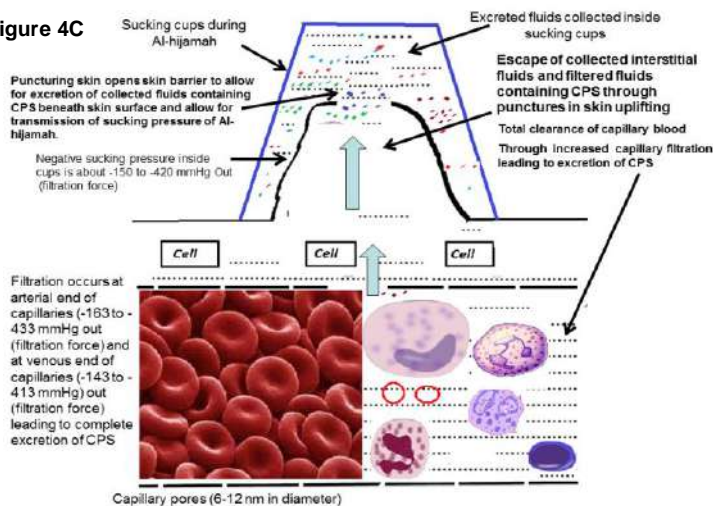 igure 4C
Sucking cups during
Al-hijamah
Excreted fluids collected inside
sucking cups
Puncturing skin opens skin barrier to allow
for excretion of collected fluids containing
CPS beneath skin surface and allow for
transmission of sucking pressure of Al-
hijamah.
Escape of collected interstitial
fluids and filtered fluids
containing CPS through
punctures in skin uplifting
Total clearance of capillary blood
Through increased capillary filtration
leading to excretion of CPS
Negative sucking pressure inside
cups is about -150 to -420 mmHg Out
(filtration force)
Cell
Cell
Cell
Filtration occurs at
arterial end of
capillaries (-163 to -
433 mmHg out
(filtration force) and
at venous end of
capillaries (-143 to -
413 mmHg) out
(filtration force)
leading to complete
excretion of CPS
Capillary pores (6-12 nm in diameter)